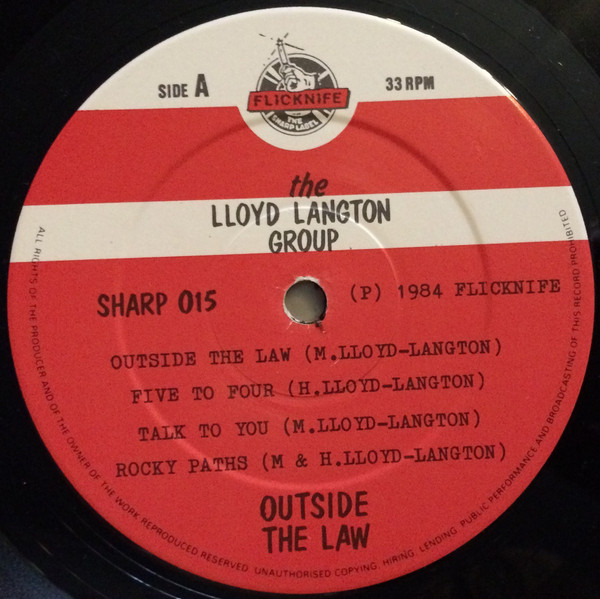 SIDE A
33 RPM
FLICKNIFE
THE
SHARP LABEL
the
LLOYD LANGTON
GROUP
SHARP 015
(P) 1984 FLICKNIFE
OUTSIDE THE LAW (M.LLOYD-LANGTON)
FIVE TO FOUR (H.LLOYD-LANGTON)
TALK TO YOU (M.LLOYD-LANGTON)
ROCKY PATHS (M & H.LLOYD-LANGTON)
OUTSIDE
THE LAW
ALL RIGHTS OF THE PRODUCER AND OF THE OWNER OF THE WORK REPRODUCED RESERVED. UNAUTHORISED COPYING, HIRING, LENDING, PUBLIC PERFORMANCE AND BROADCASTING OF THIS RECORD PROHIBITED